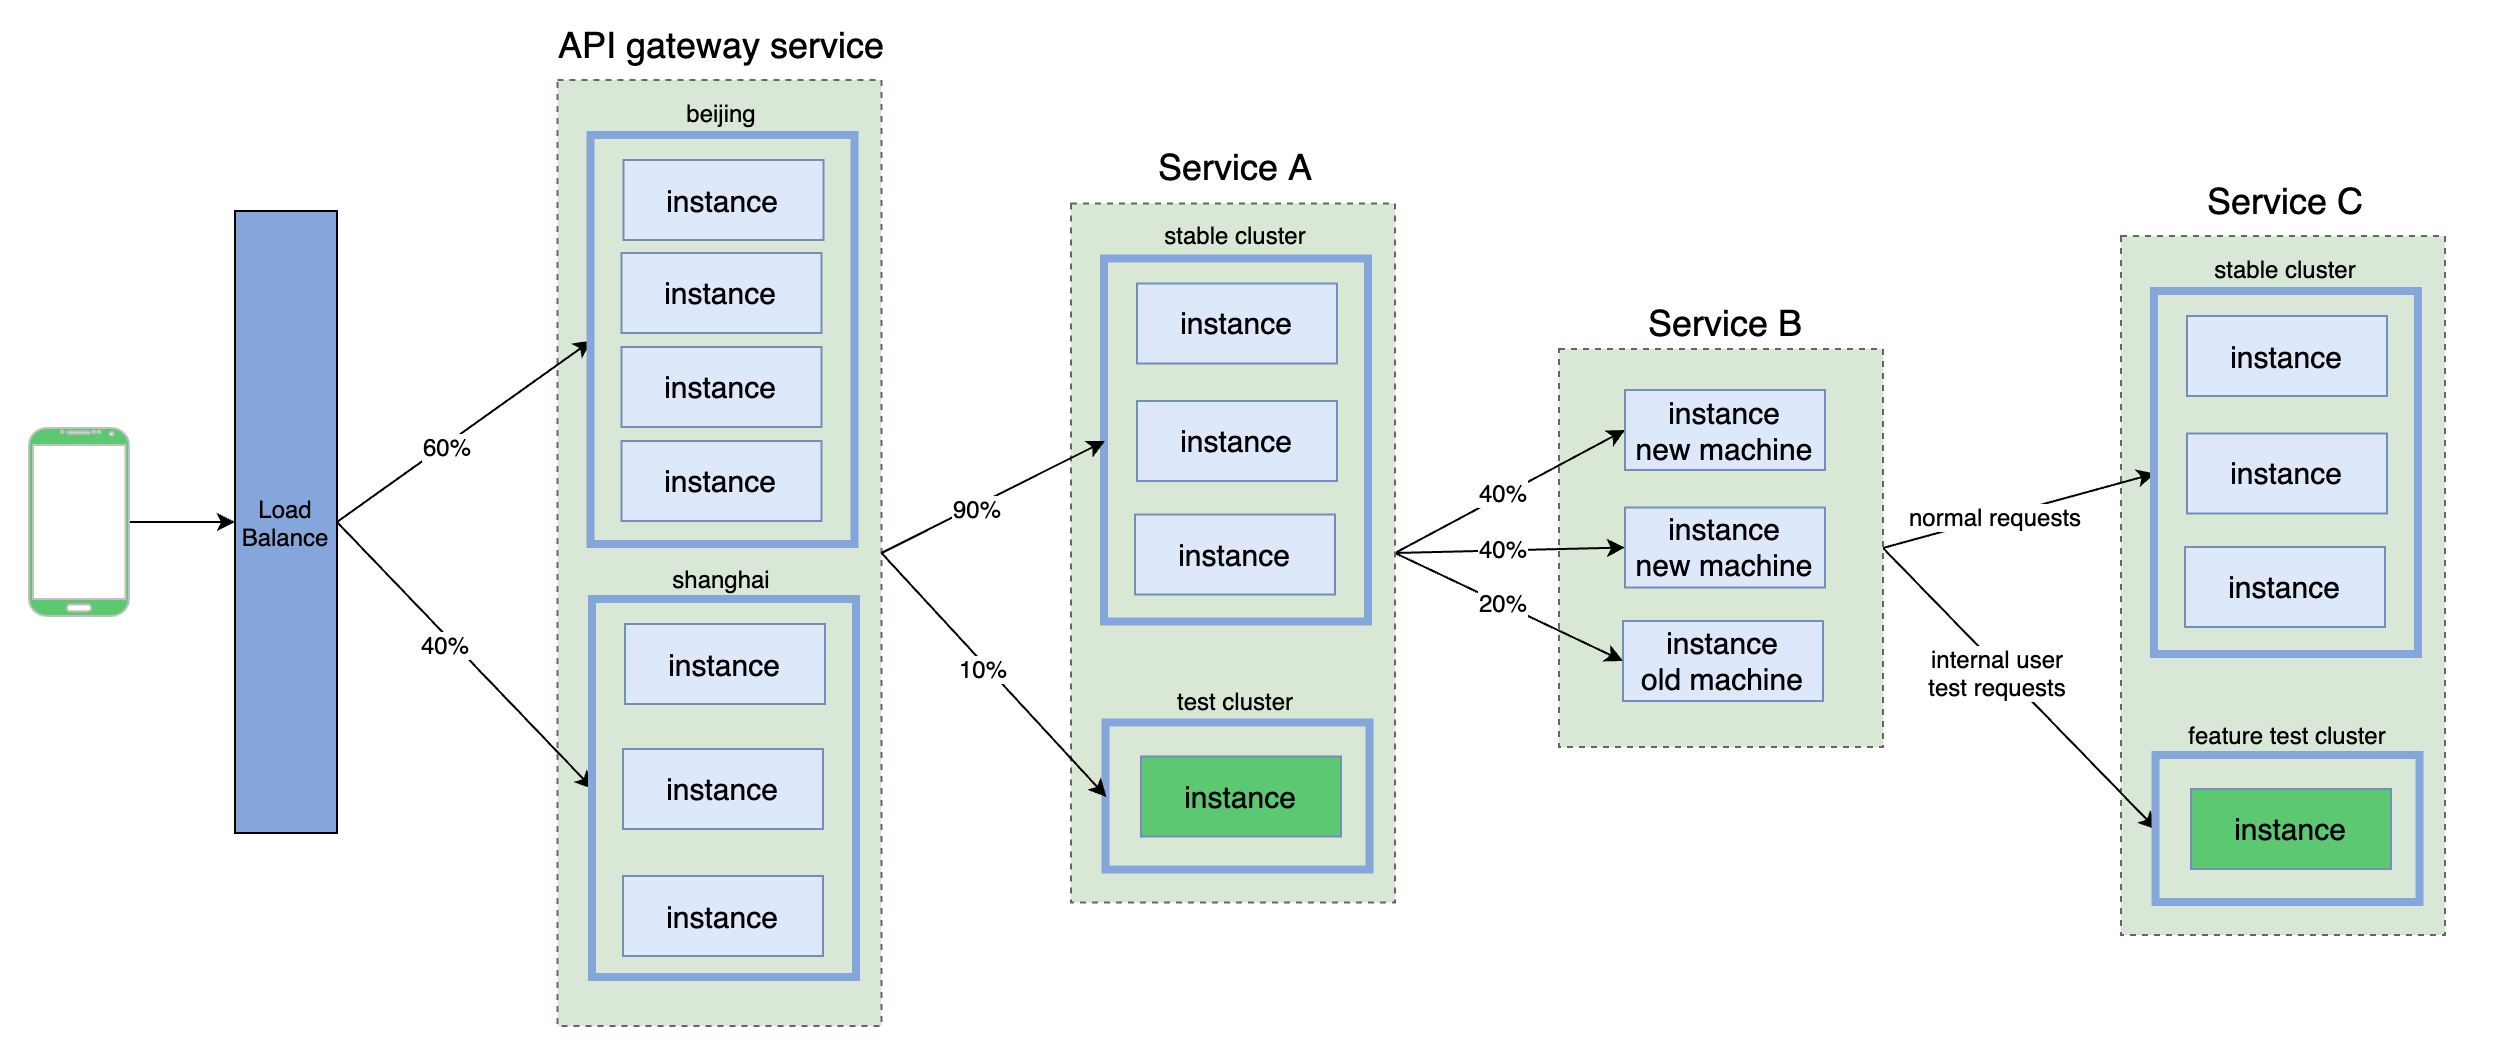 API gateway service
beijing
instance
instance
instance
instance
shanghai
instance
instance
instance
Load
Balance
60%
40%
Service A
stable cluster
instance
instance
instance
test cluster
instance
90%
10%
Service B
instance
new machine
instance
new machine
instance
old machine
40%
40%
20%
Service C
stable cluster
instance
instance
instance
feature test cluster
instance
normal requests
internal user
test requests